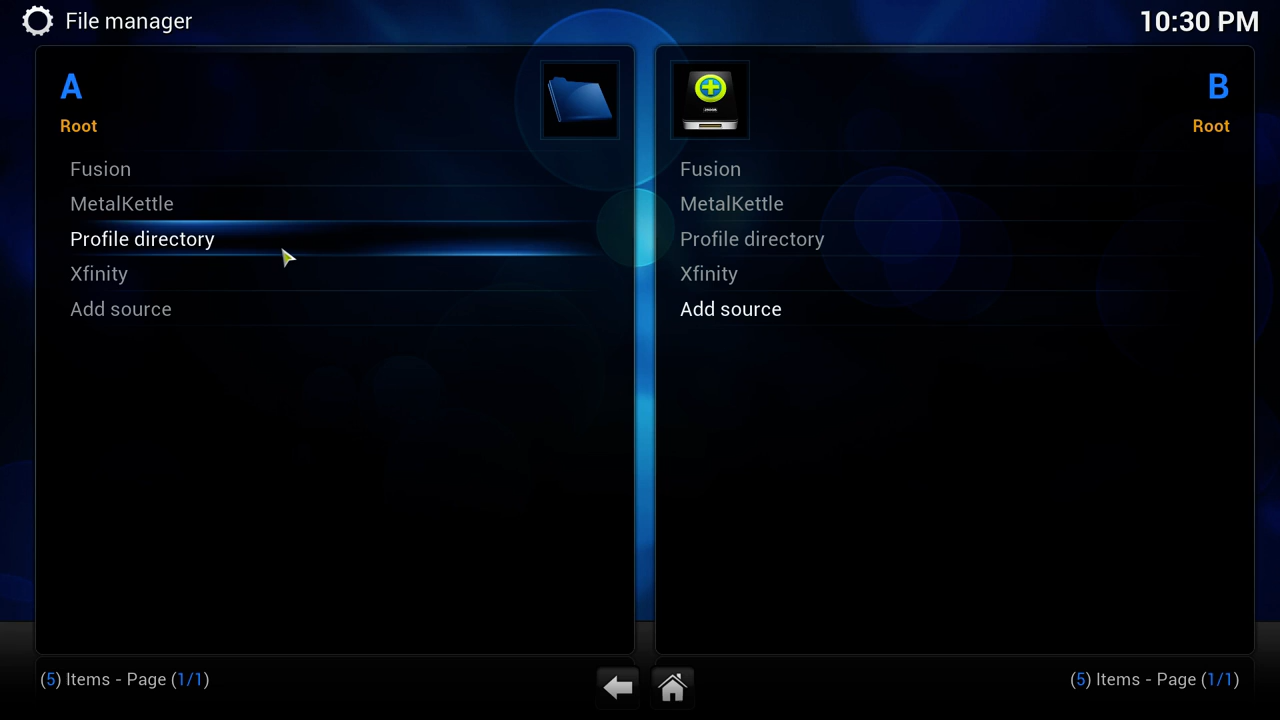 File manager
10:30 PM
A
Root
Fusion
MetalKettle
Profile directory
Xfinity
Add source
(5) Items - Page (1/1)
B
Root
Fusion
MetalKettle
Profile directory
Xfinity
Add source
(5) Items - Page (1/1)